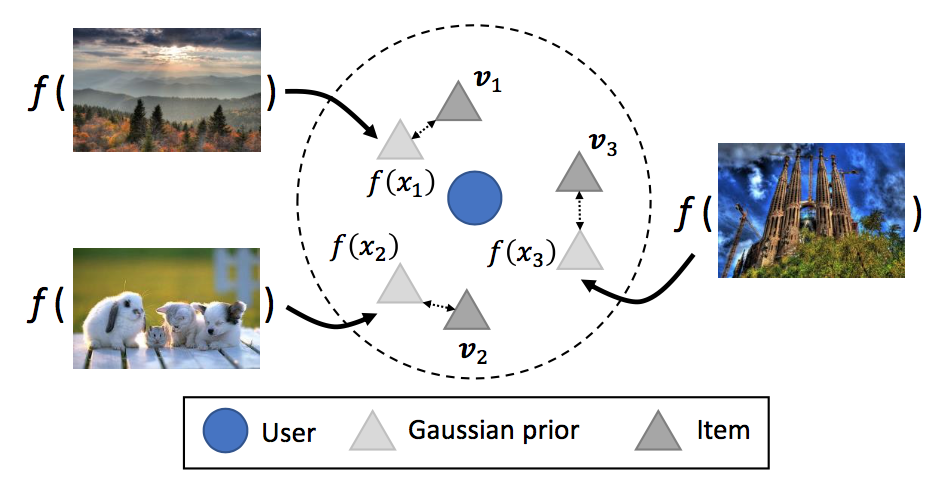 f( )
v1
f(x1)
v3
f( )
f(x2)
f(x3)
f( )
v2
User
Gaussian prior
Item